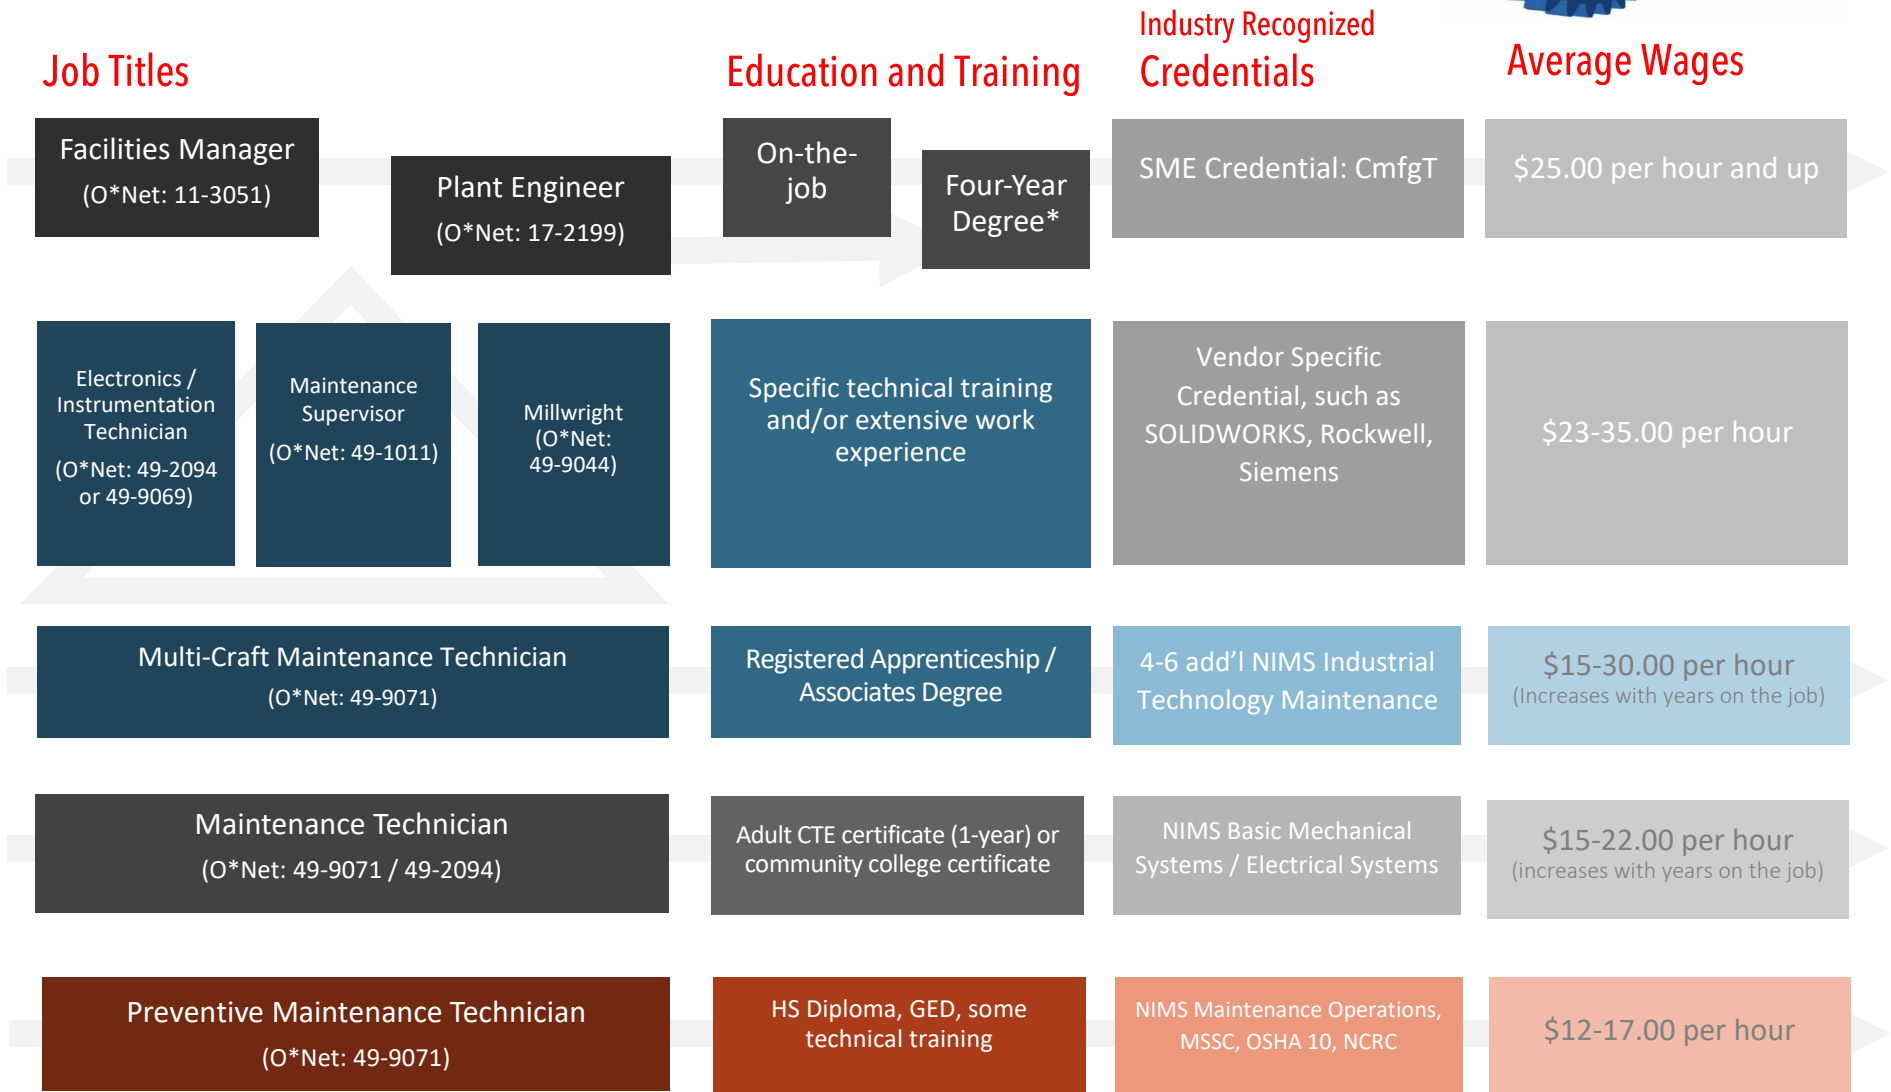 Job Titles
Education and Training
Industry Recognized
Credentials
Average Wages
Facilities Manager
(O*Net: 11-3051)
Plant Engineer
(O*Net: 17-2199)
On-the-
job
Four-Year
Degree*
SME Credential: CmfgT
$25.00 per hour and up
Electronics /
Instrumentation
Technician
(O*Net: 49-2094
or 49-9069)
Maintenance
Supervisor
(O*Net: 49-1011)
Millwright
(O*Net:
49-9044)
Specific technical training
and/or extensive work
experience
Vendor Specific
Credential, such as
SOLIDWORKS, Rockwell,
Siemens
$23-35.00 per hour
Multi-Craft Maintenance Technician
(O*Net: 49-9071)
Registered Apprenticeship /
Associates Degree
4-6 add’l NIMS Industrial
Technology Maintenance
$15-30.00 per hour
(Increases with years on the job)
Maintenance Technician
(O*Net: 49-9071 / 49-2094)
Adult CTE certificate (1-year) or
community college certificate
NIMS Basic Mechanical
Systems / Electrical Systems
$15-22.00 per hour
(increases with years on the job)
Preventive Maintenance Technician
(O*Net: 49-9071)
HS Diploma, GED, some
technical training
NIMS Maintenance Operations,
MSSC, OSHA 10, NCRC
$12-17.00 per hour